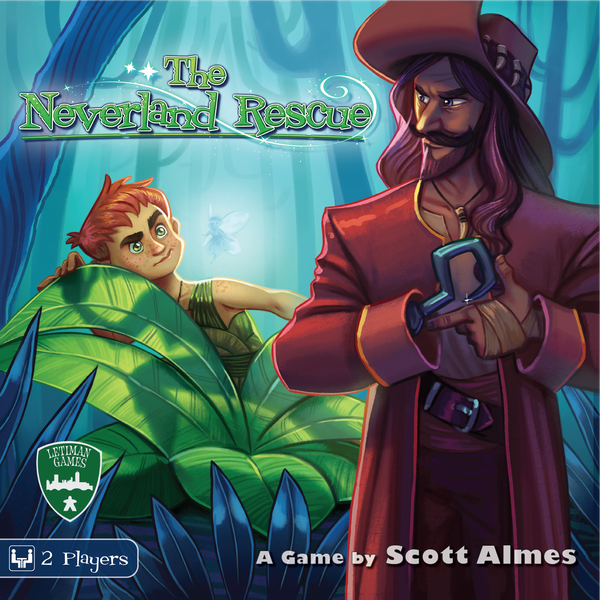 The
Neverland Rescue
LETIMAN
GAMES
2 Players
A Game by Scott Almes